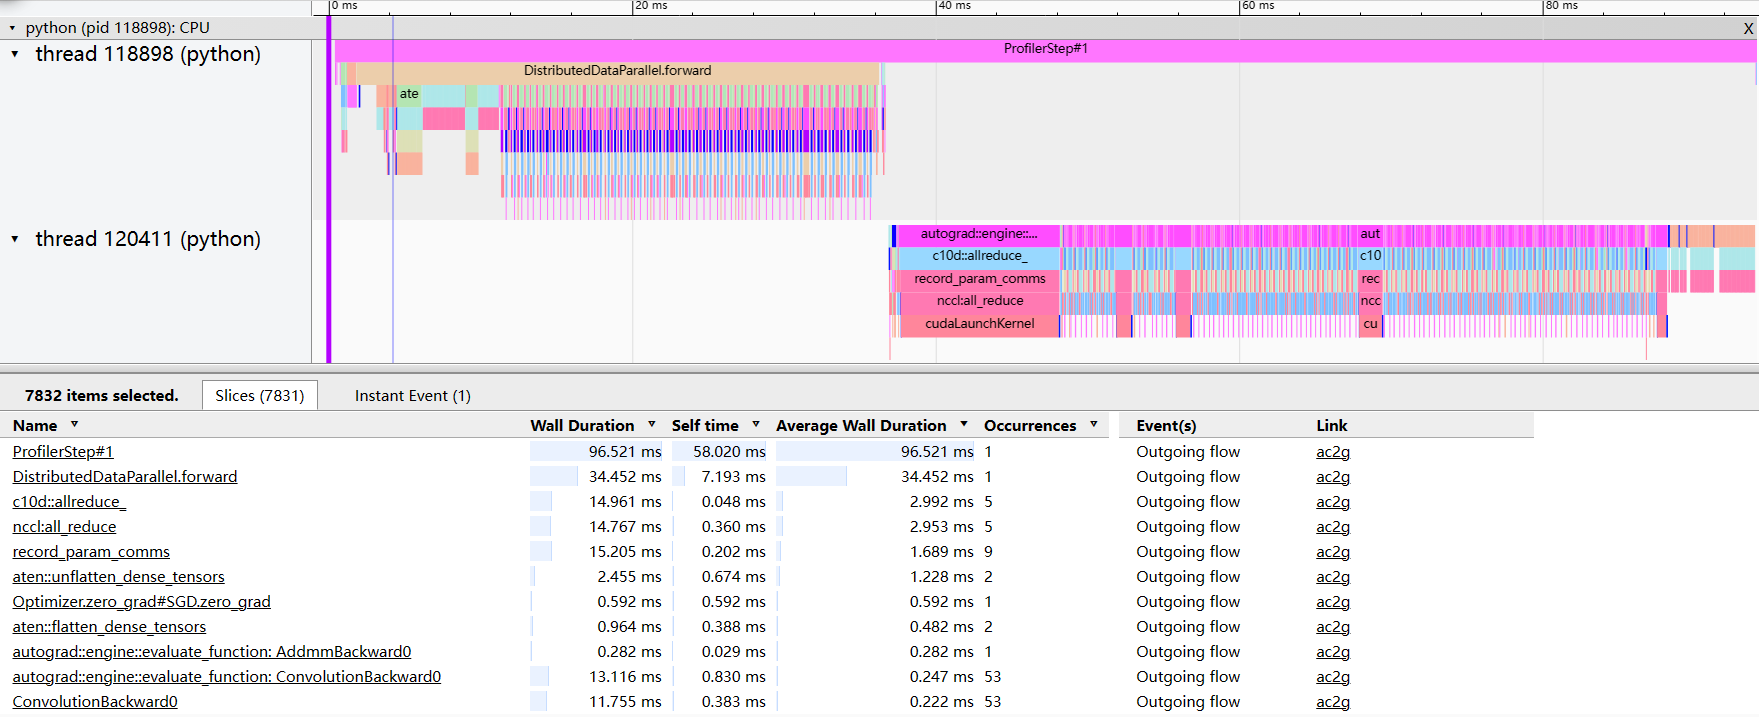 0 ms 20 ms 40 ms 60 ms 80 ms
python (pid 118898): CPU X
thread 118898 (python)
ProfilerStep#1
DistributedDataParallel.forward
ate
thread 120411 (python)
autograd::engine::... aut
c10d::allreduce_ c10
record_param_comms rec
nccl:all_reduce ncc
cudaLaunchKernel cu
7832 items selected. Slices (7831) Instant Event (1)
Name Wall Duration Self time Average Wall Duration Occurrences Event(s) Link
ProfilerStep#1 96.521 ms 58.020 ms 96.521 ms 1 Outgoing flow ac2g
DistributedDataParallel.forward 34.452 ms 7.193 ms 34.452 ms 1 Outgoing flow ac2g
c10d::allreduce_ 14.961 ms 0.048 ms 2.992 ms 5 Outgoing flow ac2g
nccl:all_reduce 14.767 ms 0.360 ms 2.953 ms 5 Outgoing flow ac2g
record_param_comms 15.205 ms 0.202 ms 1.689 ms 9 Outgoing flow ac2g
aten::unflatten_dense_tensors 2.455 ms 0.674 ms 1.228 ms 2 Outgoing flow ac2g
Optimizer.zero_grad#SGD.zero_grad 0.592 ms 0.592 ms 0.592 ms 1 Outgoing flow ac2g
aten::flatten_dense_tensors 0.964 ms 0.388 ms 0.482 ms 2 Outgoing flow ac2g
autograd::engine::evaluate_function: AddmmBackward0 0.282 ms 0.029 ms 0.282 ms 1 Outgoing flow ac2g
autograd::engine::evaluate_function: ConvolutionBackward0 13.116 ms 0.830 ms 0.247 ms 53 Outgoing flow ac2g
ConvolutionBackward0 11.755 ms 0.383 ms 0.222 ms 53 Outgoing flow ac2g